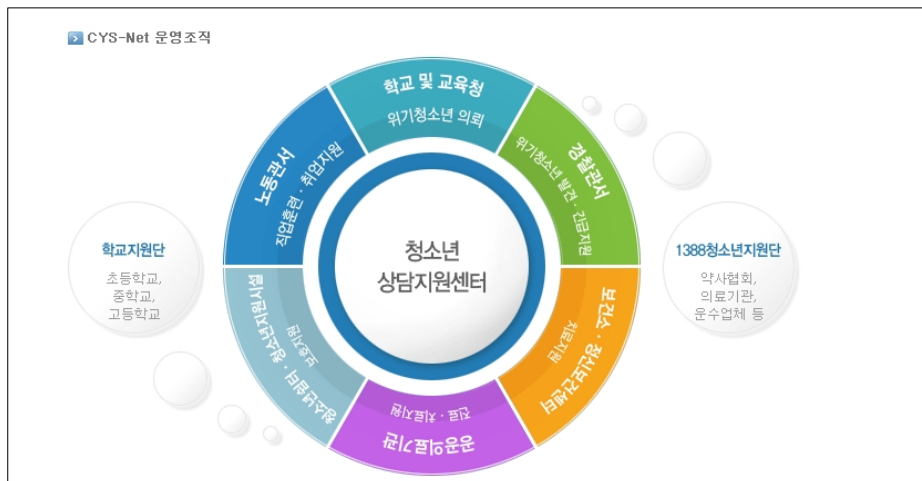 CYS-Net 운영조직
학교 및 교육청
위기청소년 의뢰
경찰관서
위기청소년 발견 · 긴급지원
보건소 · 정신보건센터
치료지원
공공의료기관
진료 · 치료지원
청소년쉼터 · 청소년지원시설
보호지원
노동관서
직업훈련 · 취업지원
청소년
상담지원센터
학교지원단
초등학교,
중학교,
고등학교
1388청소년지원단
약사협회,
의료기관,
운수업체 등